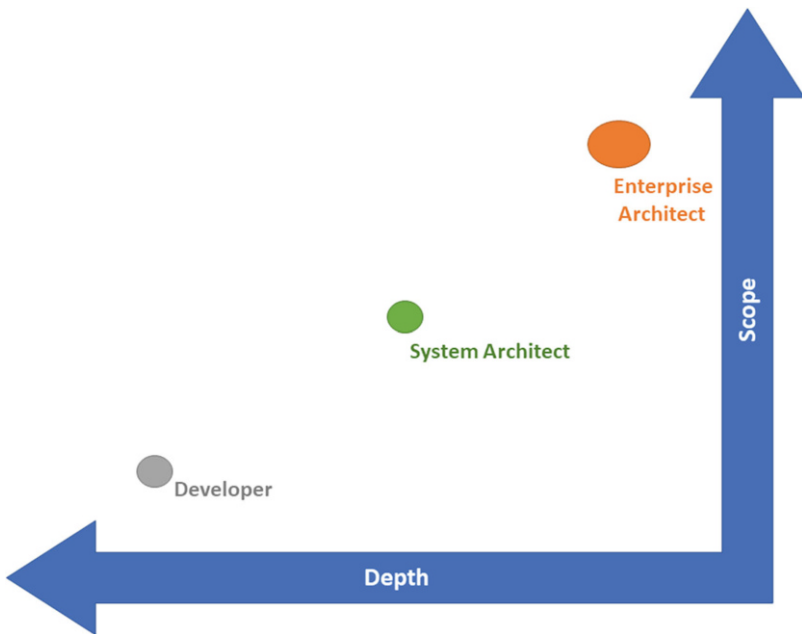 Enterprise
Architect
Scope
System Architect
Developer
Depth